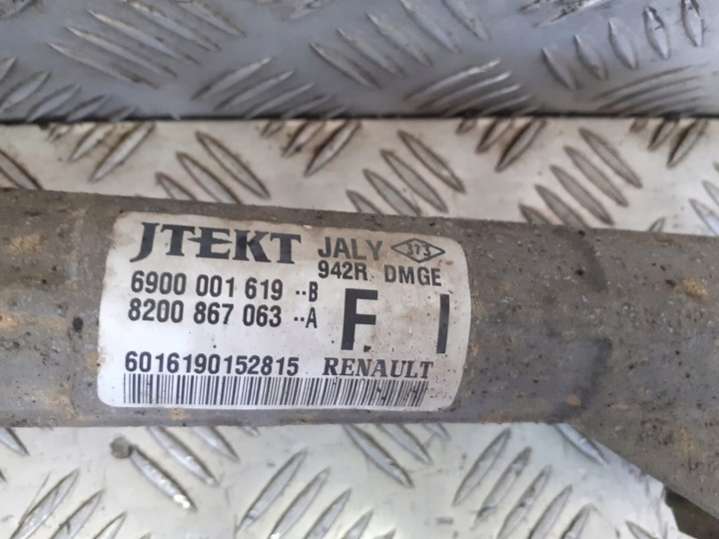 JTEKT JALY 373
942R DMGE
6900 001 619 ..B
8200 867 063 ..A
F I
6016190152815 RENAULT